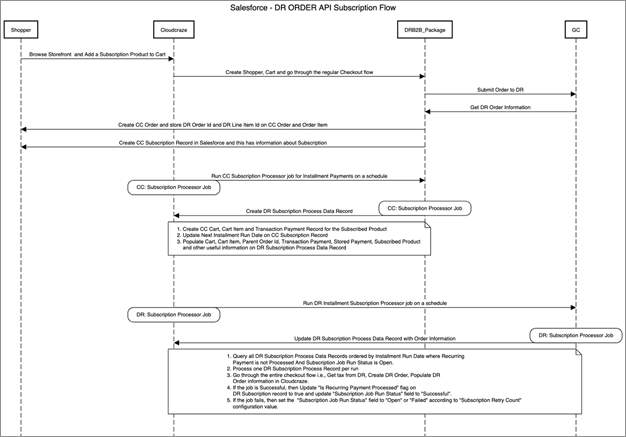 Salesforce - DR ORDER API Subscription Flow
Shopper
Cloudcraze
DRB2B_Package
GC
Browse Storefront and Add a Subscription Product to Cart
Create Shopper, Cart and go through the regular Checkout flow
Submit Order to DR
Get DR Order Information
Create CC Order and store DR Order Id and DR Line Item Id on CC Order and Order Item
Create CC Subscription Record in Salesforce and this has information about Subscription
Run CC Subscription Processor job for Installment Payments on a schedule
CC: Subscription Processor Job
CC: Subscription Processor Job
Create DR Subscription Process Data Record
1. Create CC Cart, Cart Item and Transaction Payment Record for the Subscribed Product
2. Update Next Installment Run Date on CC Subscription Record
3. Populate Cart, Cart Item, Parent Order Id, Transaction Payment, Stored Payment, Subscribed Product
and other useful information on DR Subscription Process Data Record
Run DR Installment Subscription Processor job on a schedule
DR: Subscription Processor Job
DR: Subscription Processor Job
Update DR Subscription Process Data Record with Order Information
1. Query all DR Subscription Process Data Records ordered by Installment Run Date where Recurring
Payment is not Processed And Subscription Job Run Status is Open.
2. Process one DR Subscription Process Record per run
3. Go through the entire checkout flow i.e., Get tax from DR, Create DR Order, Populate DR
Order information in Cloudcraze.
4. If the job is Successful, then Update "Is Recurring Payment Processed" flag on
DR Subscription record to true and update "Subscription Job Run Status" field to "Successful".
5. If the job fails, then set the "Subscription Job Run Status" field to "Open" or "Failed" according to "Subscription Retry Count"
configuration value.